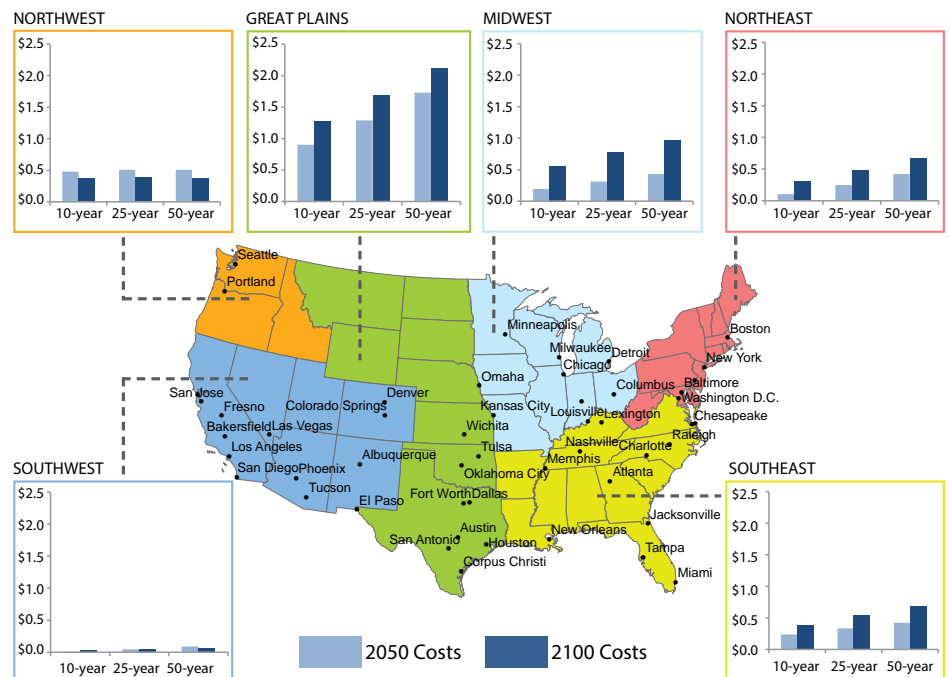 NORTHWEST
$2.5
$2.0
$1.5
$1.0
$0.5
$0.0
10-year 25-year 50-year
GREAT PLAINS
$2.5
$2.0
$1.5
$1.0
$0.5
$0.0
10-year 25-year 50-year
MIDWEST
$2.5
$2.0
$1.5
$1.0
$0.5
$0.0
10-year 25-year 50-year
NORTHEAST
$2.5
$2.0
$1.5
$1.0
$0.5
$0.0
10-year 25-year 50-year
Seattle
Portland
Minneapolis
Milwaukee
Detroit
Chicago
Boston
New York
Omaha
Columbus
Baltimore
Washington D.C.
San Jose
Denver
Fresno
Colorado Springs
Kansas City
Louisville
Lexington
Chesapeake
Bakersfield
Las Vegas
Wichita
Nashville
Charlotte
Raleigh
Los Angeles
Albuquerque
Tulsa
Memphis
San Diego
Phoenix
Oklahoma City
Atlanta
Tucson
El Paso
Fort Worth
Dallas
Jacksonville
Austin
New Orleans
San Antonio
Houston
Tampa
Corpus Christi
Miami
SOUTHWEST
$2.5
$2.0
$1.5
$1.0
$0.5
$0.0
10-year 25-year 50-year
SOUTHEAST
$2.5
$2.0
$1.5
$1.0
$0.5
$0.0
10-year 25-year 50-year
2050 Costs
2100 Costs